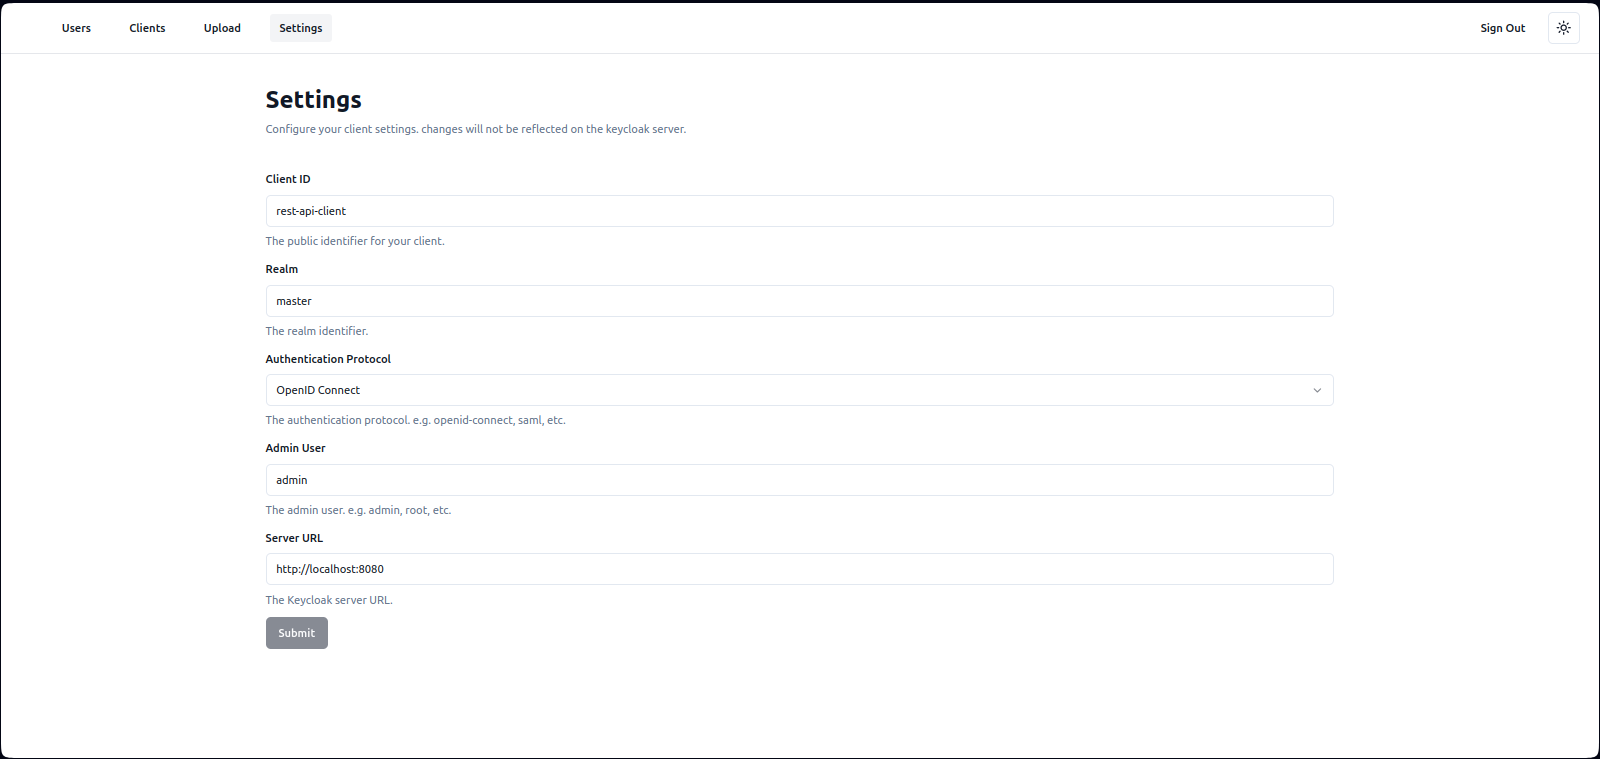 Users Clients Upload Settings Sign Out
Settings
Configure your client settings. changes will not be reflected on the keycloak server.
Client ID
rest-api-client
The public identifier for your client.
Realm
master
The realm identifier.
Authentication Protocol
OpenID Connect
The authentication protocol. e.g. openid-connect, saml, etc.
Admin User
admin
The admin user. e.g. admin, root, etc.
Server URL
http://localhost:8080
The Keycloak server URL.
Submit